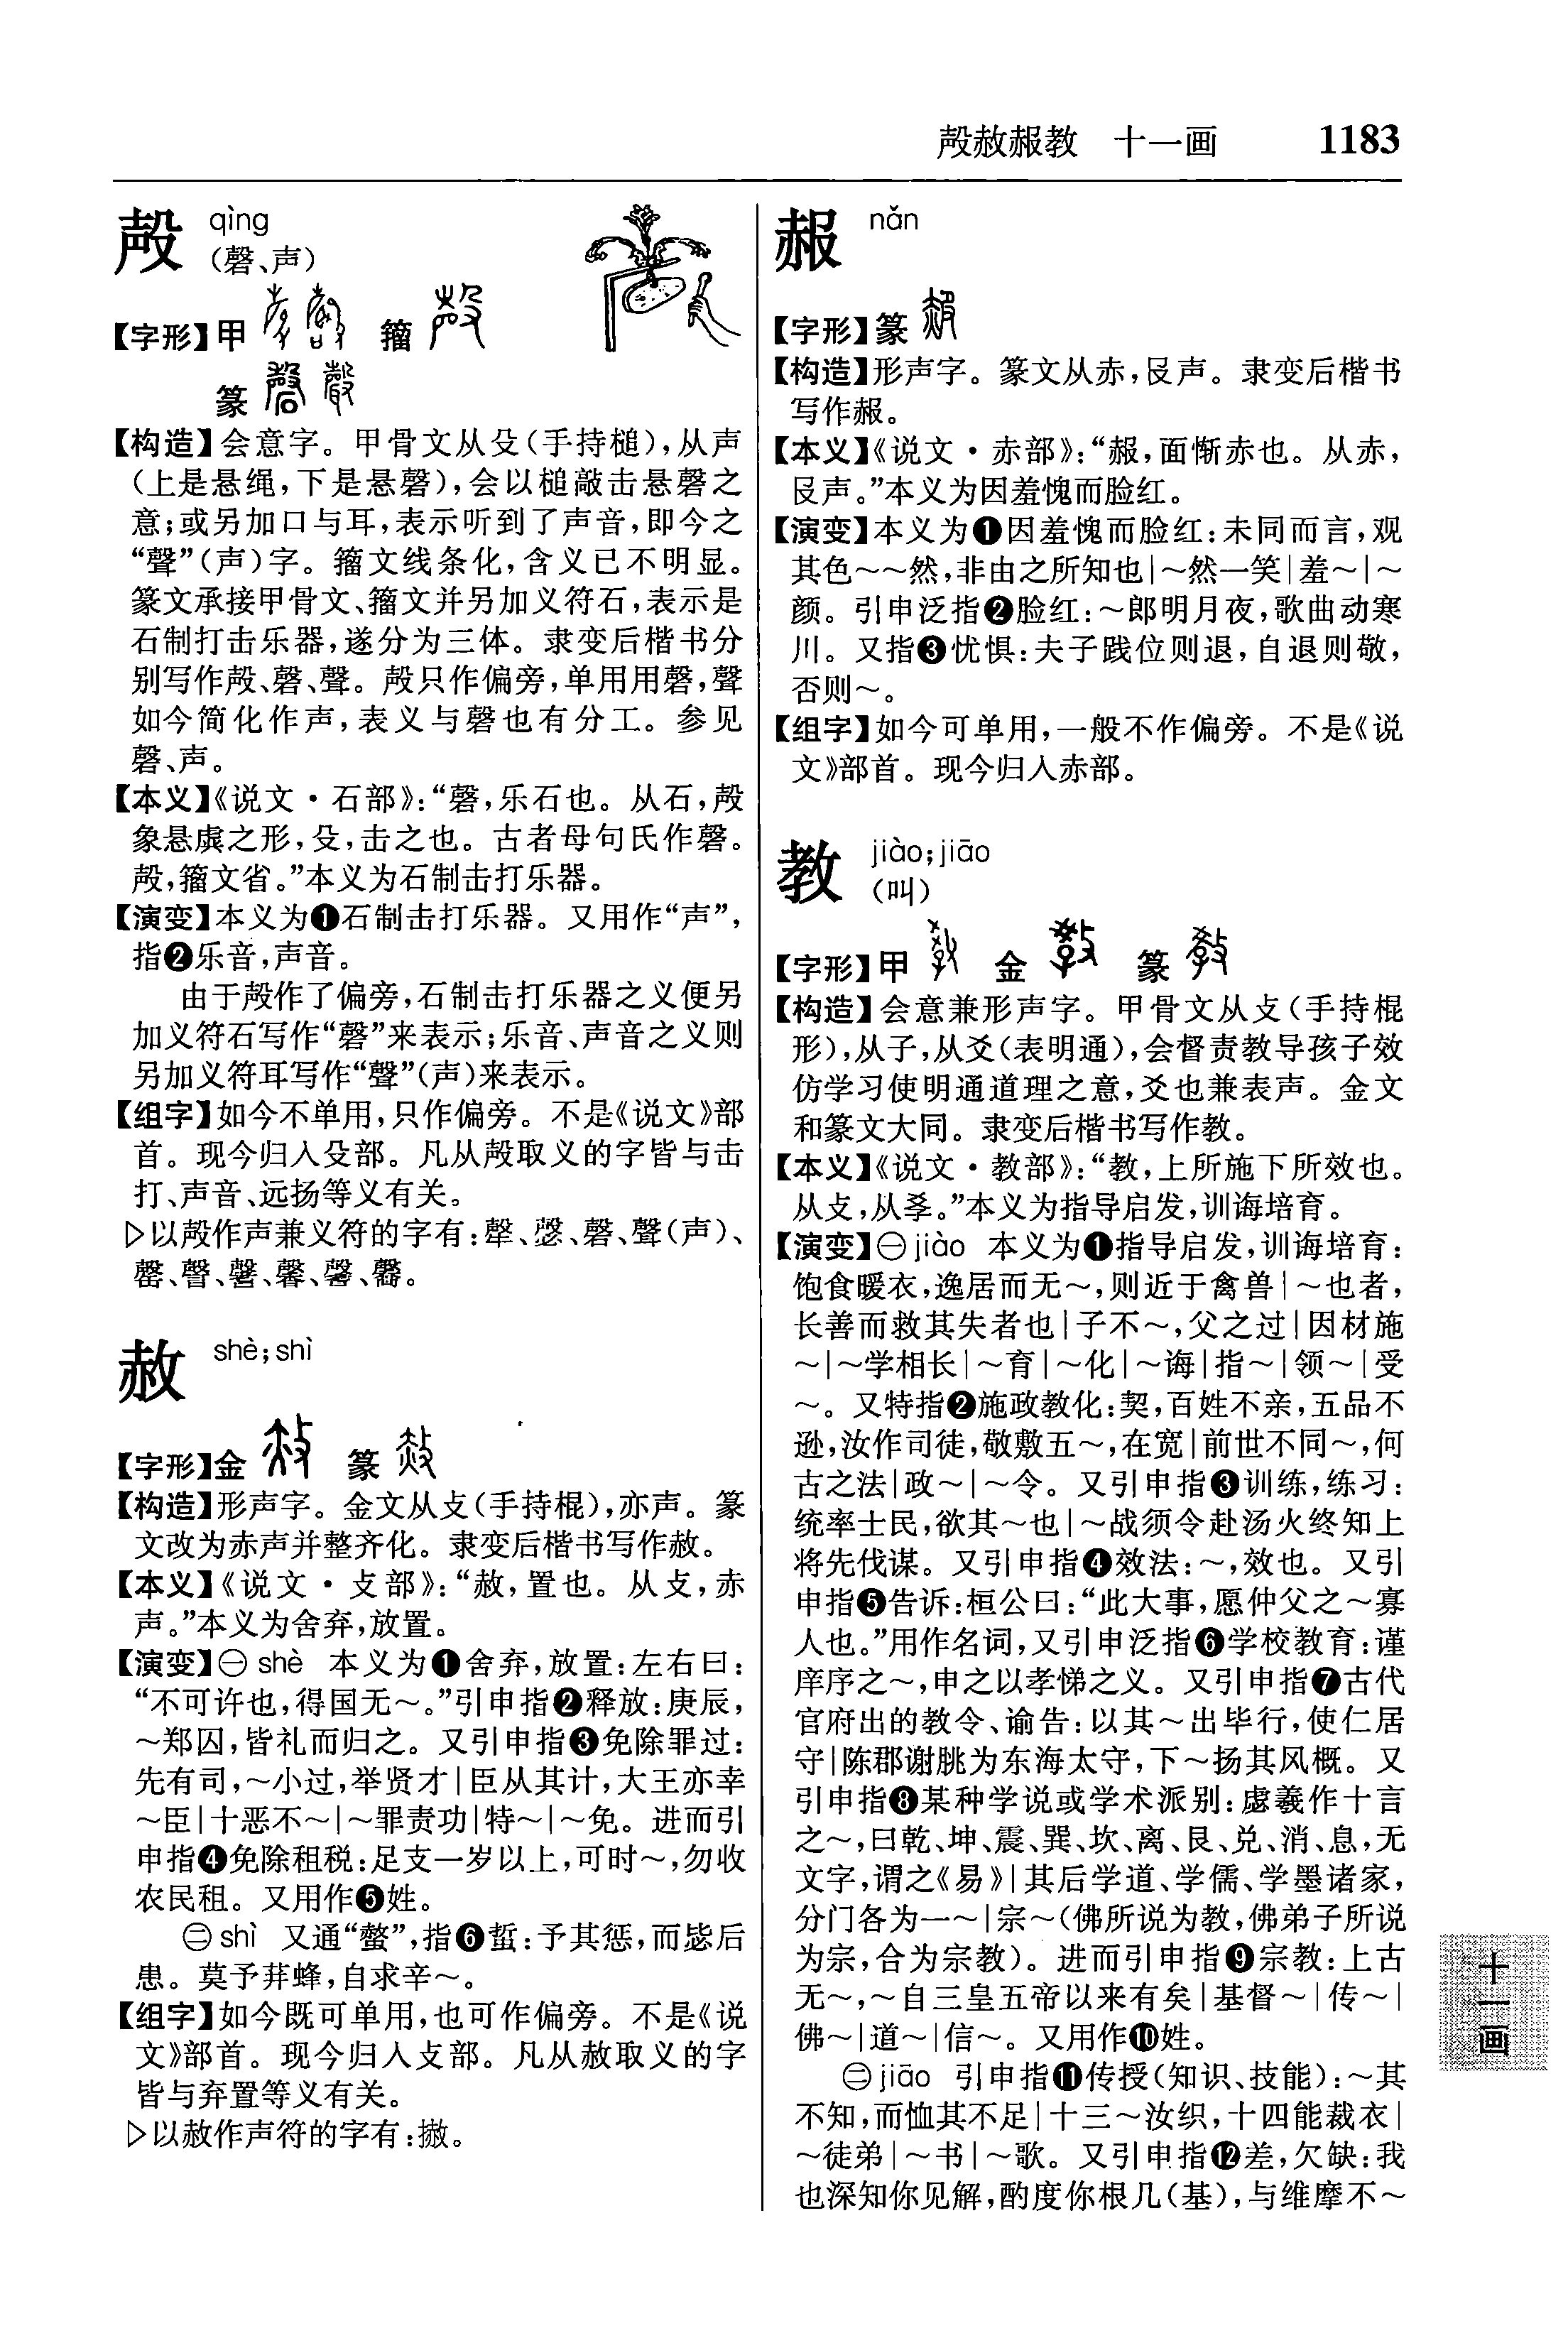 殸赦赧教 十一画 1183
殸 qìng
(磬、声)
【字形】甲 籀
篆
【构造】会意字。甲骨文从殳(手持槌),从声
(上是悬绳,下是悬磬),会以槌敲击悬磬之
意;或另加口与耳,表示听到了声音,即今之
“聲”(声)字。籀文线条化,含义已不明显。
篆文承接甲骨文、籀文并另加义符石,表示是
石制打击乐器,遂分为三体。隶变后楷书分
别写作殸、磬、聲。殸只作偏旁,单用用磬,聲
如今简化作声,表义与磬也有分工。参见
磬、声。
【本义】《说文·石部》:“磬,乐石也。从石,殸
象悬虡之形,殳,击之也。古者母句氏作磬。
殸,籀文省。”本义为石制击打乐器。
【演变】本义为❶石制击打乐器。又用作“声”,
指❷乐音,声音。
由于殸作了偏旁,石制击打乐器之义便另
加义符石写作“磬”来表示;乐音、声音之义则
另加义符耳写作“聲”(声)来表示。
【组字】如今不单用,只作偏旁。不是《说文》部
首。现今归入殳部。凡从殸取义的字皆与击
打、声音、远扬等义有关。
▷以殸作声兼义符的字有:漀、磬、聲(声)、
罄、謦、馨。
赦 shè;shì
【字形】金 篆
【构造】形声字。金文从攴(手持棍),亦声。篆
文改为赤声并整齐化。隶变后楷书写作赦。
【本义】《说文·攴部》:“赦,置也。从攴,赤
声。”本义为舍弃,放置。
【演变】㊀shè 本义为❶舍弃,放置:左右曰:
“不可许也,得国无~。”引申指❷释放:庚辰,
~郑囚,皆礼而归之。又引申指❸免除罪过:
先有司,~小过,举贤才|臣从其计,大王亦幸
~臣|十恶不~|~罪责功|特~|~免。进而引
申指❹免除租税:足支一岁以上,可时~,勿收
农民租。又用作❺姓。
㊁shì 又通“螫”,指❻蜇:予其惩,而毖后
患。莫予荓蜂,自求辛~。
【组字】如今既可单用,也可作偏旁。不是《说
文》部首。现今归入攴部。凡从赦取义的字
皆与弃置等义有关。
▷以赦作声符的字有:㩦。
赧 nǎn
【字形】篆
【构造】形声字。篆文从赤,𠬝声。隶变后楷书
写作赧。
【本义】《说文·赤部》:“赧,面惭赤也。从赤,
𠬝声。”本义为因羞愧而脸红。
【演变】本义为❶因羞愧而脸红:未同而言,观
其色~~然,非由之所知也|~然一笑|羞~|~
颜。引申泛指❷脸红:~郎明月夜,歌曲动寒
川。又指❸忧惧:夫子践位则退,自退则敬,
否则~。
【组字】如今可单用,一般不作偏旁。不是《说
文》部首。现今归入赤部。
教 jiào;jiāo
(叫)
【字形】甲 金 篆
【构造】会意兼形声字。甲骨文从攴(手持棍
形),从子,从爻(表明通),会督责教导孩子效
仿学习使明通道理之意,爻也兼表声。金文
和篆文大同。隶变后楷书写作教。
【本义】《说文·教部》:“教,上所施下所效也。
从攴,从孝。”本义为指导启发,训诲培育。
【演变】㊀jiào 本义为❶指导启发,训诲培育:
饱食暖衣,逸居而无~,则近于禽兽|~也者,
长善而救其失者也|子不~,父之过|因材施
~|~学相长|~育|~化|~诲|指~|领~|受
~。又特指❷施政教化:契,百姓不亲,五品不
逊,汝作司徒,敬敷五~,在宽|前世不同~,何
古之法|政~|~令。又引申指❸训练,练习:
统率士民,欲其~也|~战须令赴汤火终知上
将先伐谋。又引申指❹效法:~,效也。又引
申指❺告诉:桓公曰:“此大事,愿仲父之~寡
人也。”用作名词,又引申泛指❻学校教育:谨
庠序之~,申之以孝悌之义。又引申指❼古代
官府出的教令、谕告:以其~出毕行,使仁居
守|陈郡谢朓为东海太守,下~扬其风概。又
引申指❽某种学说或学术派别:虙羲作十言
之~,曰乾、坤、震、巽、坎、离、艮、兑、消、息,无
文字,谓之《易》|其后学道、学儒、学墨诸家,
分门各为一~|宗~(佛所说为教,佛弟子所说
为宗,合为宗教)。进而引申指❾宗教:上古
无~,~自三皇五帝以来有矣|基督~|传~|
佛~|道~|信~。又用作❿姓。
㊁jiāo 引申指⓫传授(知识、技能):~其
不知,而恤其不足|十三~汝织,十四能裁衣|
~徒弟|~书|~歌。又引申指⓬差,欠缺:我
也深知你见解,酌度你根几(基),与维摩不~
十一画